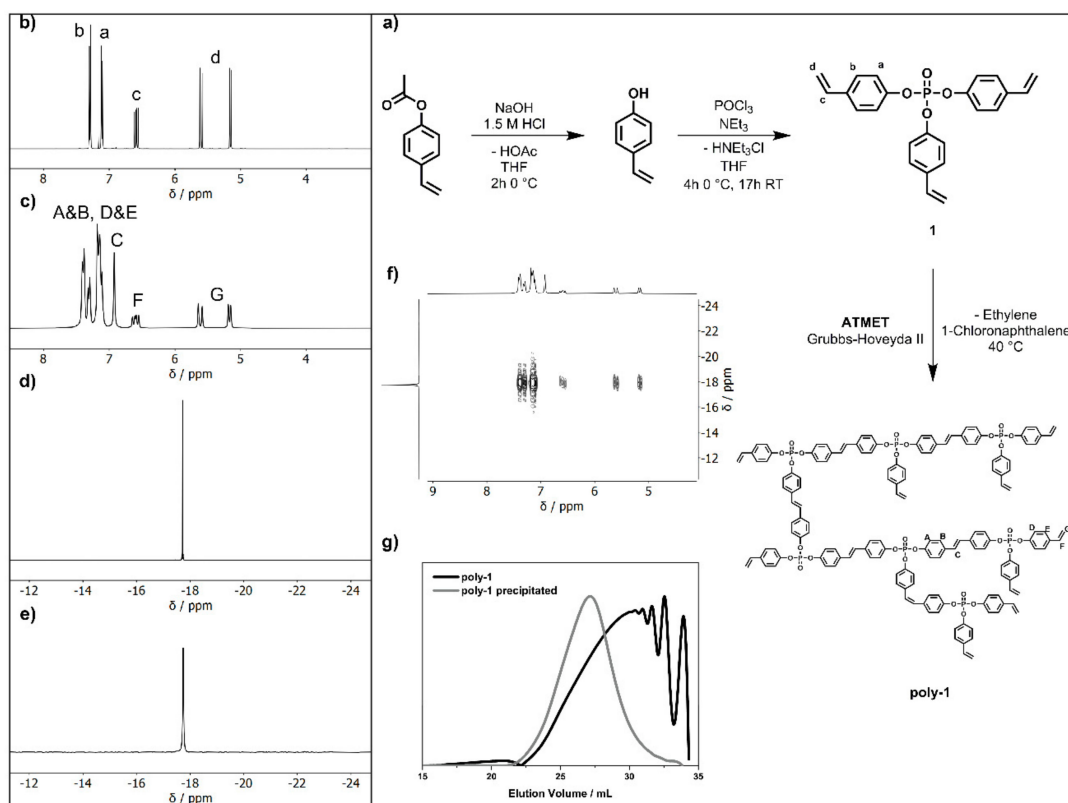 b)
b
a
c
d
8 7 6 5 4
δ / ppm
c)
A&B, D&E
C
F
G
8 7 6 5 4
δ / ppm
d)
-12 -14 -16 -18 -20 -22 -24
δ / ppm
e)
-12 -14 -16 -18 -20 -22 -24
δ / ppm
a)
O
O
NaOH
1.5 M HCl
- HOAc
THF
2h 0 °C
OH
POCl3
NEt3
- HNEt3Cl
THF
4h 0 °C, 17h RT
d
c
b
a
O
O-P-O
O
1
ATMET
Grubbs-Hoveyda II
- Ethylene
1-Chloronaphthalene
40 °C
f)
-24
-22
-20
-18
-16
-14
-12
δ / ppm
9 8 7 6 5
δ / ppm
g)
poly-1
poly-1 precipitated
15 20 25 30 35
Elution Volume / mL
O
O-P-O
O
O
O-P-O
O
O
O-P-O
O
O
O-P-O
O
O
O-P-O
O
A
B
C
O
O-P-O
O
D
E
G
F
O
O-P-O
O
poly-1